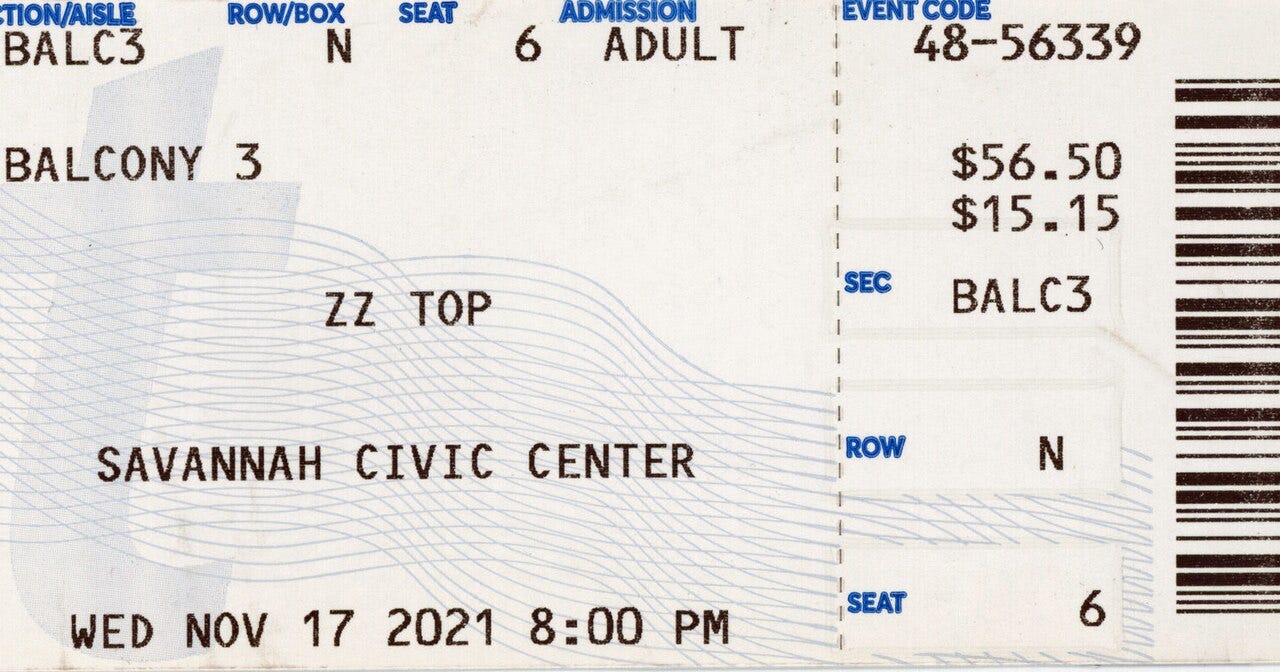 CTION/AISLE ROW/BOX SEAT ADMISSION EVENT CODE
BALC3 N 6 ADULT 48-56339
BALCONY 3
$56.50
$15.15
ZZ TOP
SEC BALC3
SAVANNAH CIVIC CENTER
ROW N
WED NOV 17 2021 8:00 PM
SEAT 6